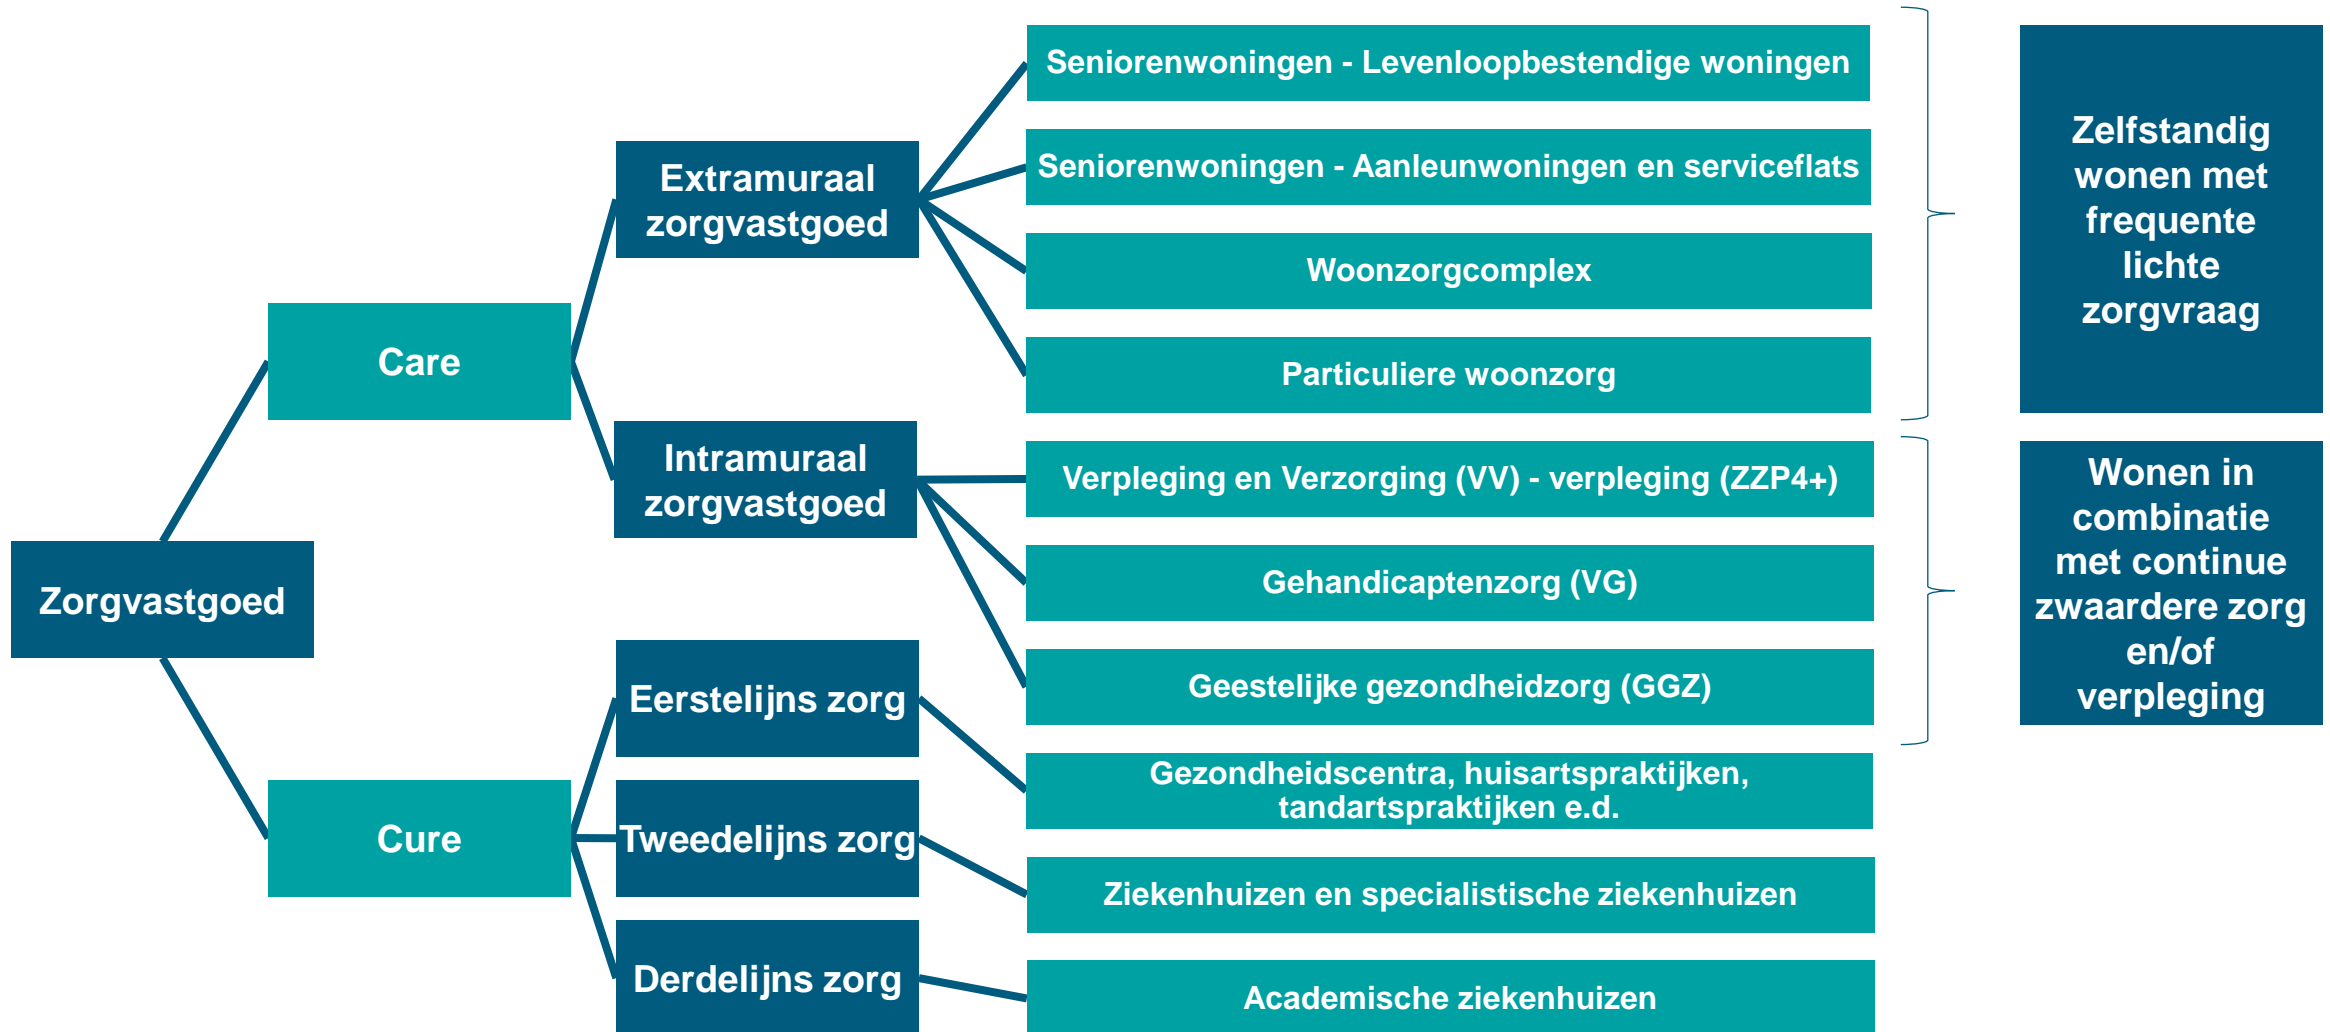 Zorgvastgoed
Care
Cure
Extramuraal
zorgvastgoed
Intramuraal
zorgvastgoed
Eerstelijns zorg
Tweedelijns zorg
Derdelijns zorg
Seniorenwoningen - Levenloopbestendige woningen
Seniorenwoningen - Aanleunwoningen en serviceflats
Woonzorgcomplex
Particuliere woonzorg
Verpleging en Verzorging (VV) - verpleging (ZZP4+)
Gehandicaptenzorg (VG)
Geestelijke gezondheidzorg (GGZ)
Gezondheidscentra, huisartspraktijken,
tandartspraktijken e.d.
Ziekenhuizen en specialistische ziekenhuizen
Academische ziekenhuizen
Zelfstandig
wonen met
frequente
lichte
zorgvraag
Wonen in
combinatie
met continue
zwaardere zorg
en/of
verpleging